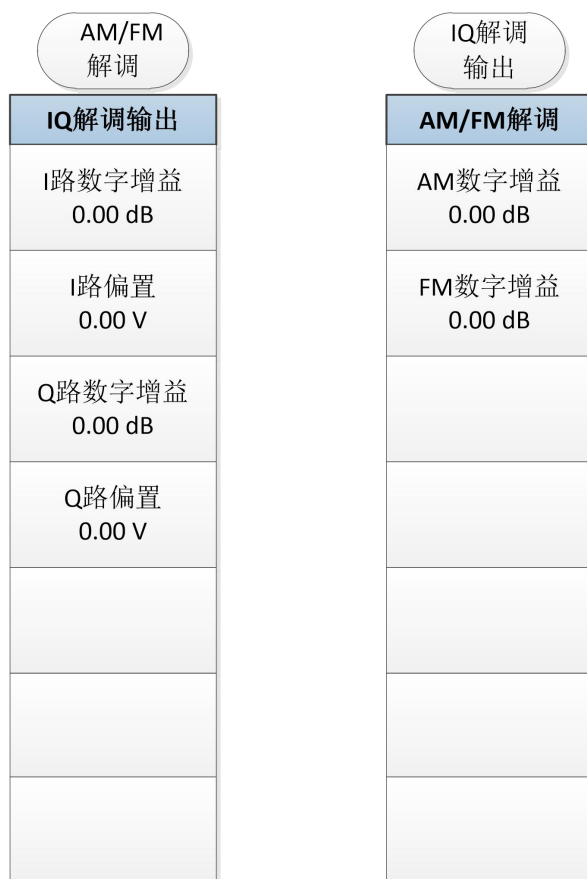 AM/FM
解调
IQ解调输出
I路数字增益
0.00 dB
I路偏置
0.00 V
Q路数字增益
0.00 dB
Q路偏置
0.00 V
IQ解调
输出
AM/FM解调
AM数字增益
0.00 dB
FM数字增益
0.00 dB